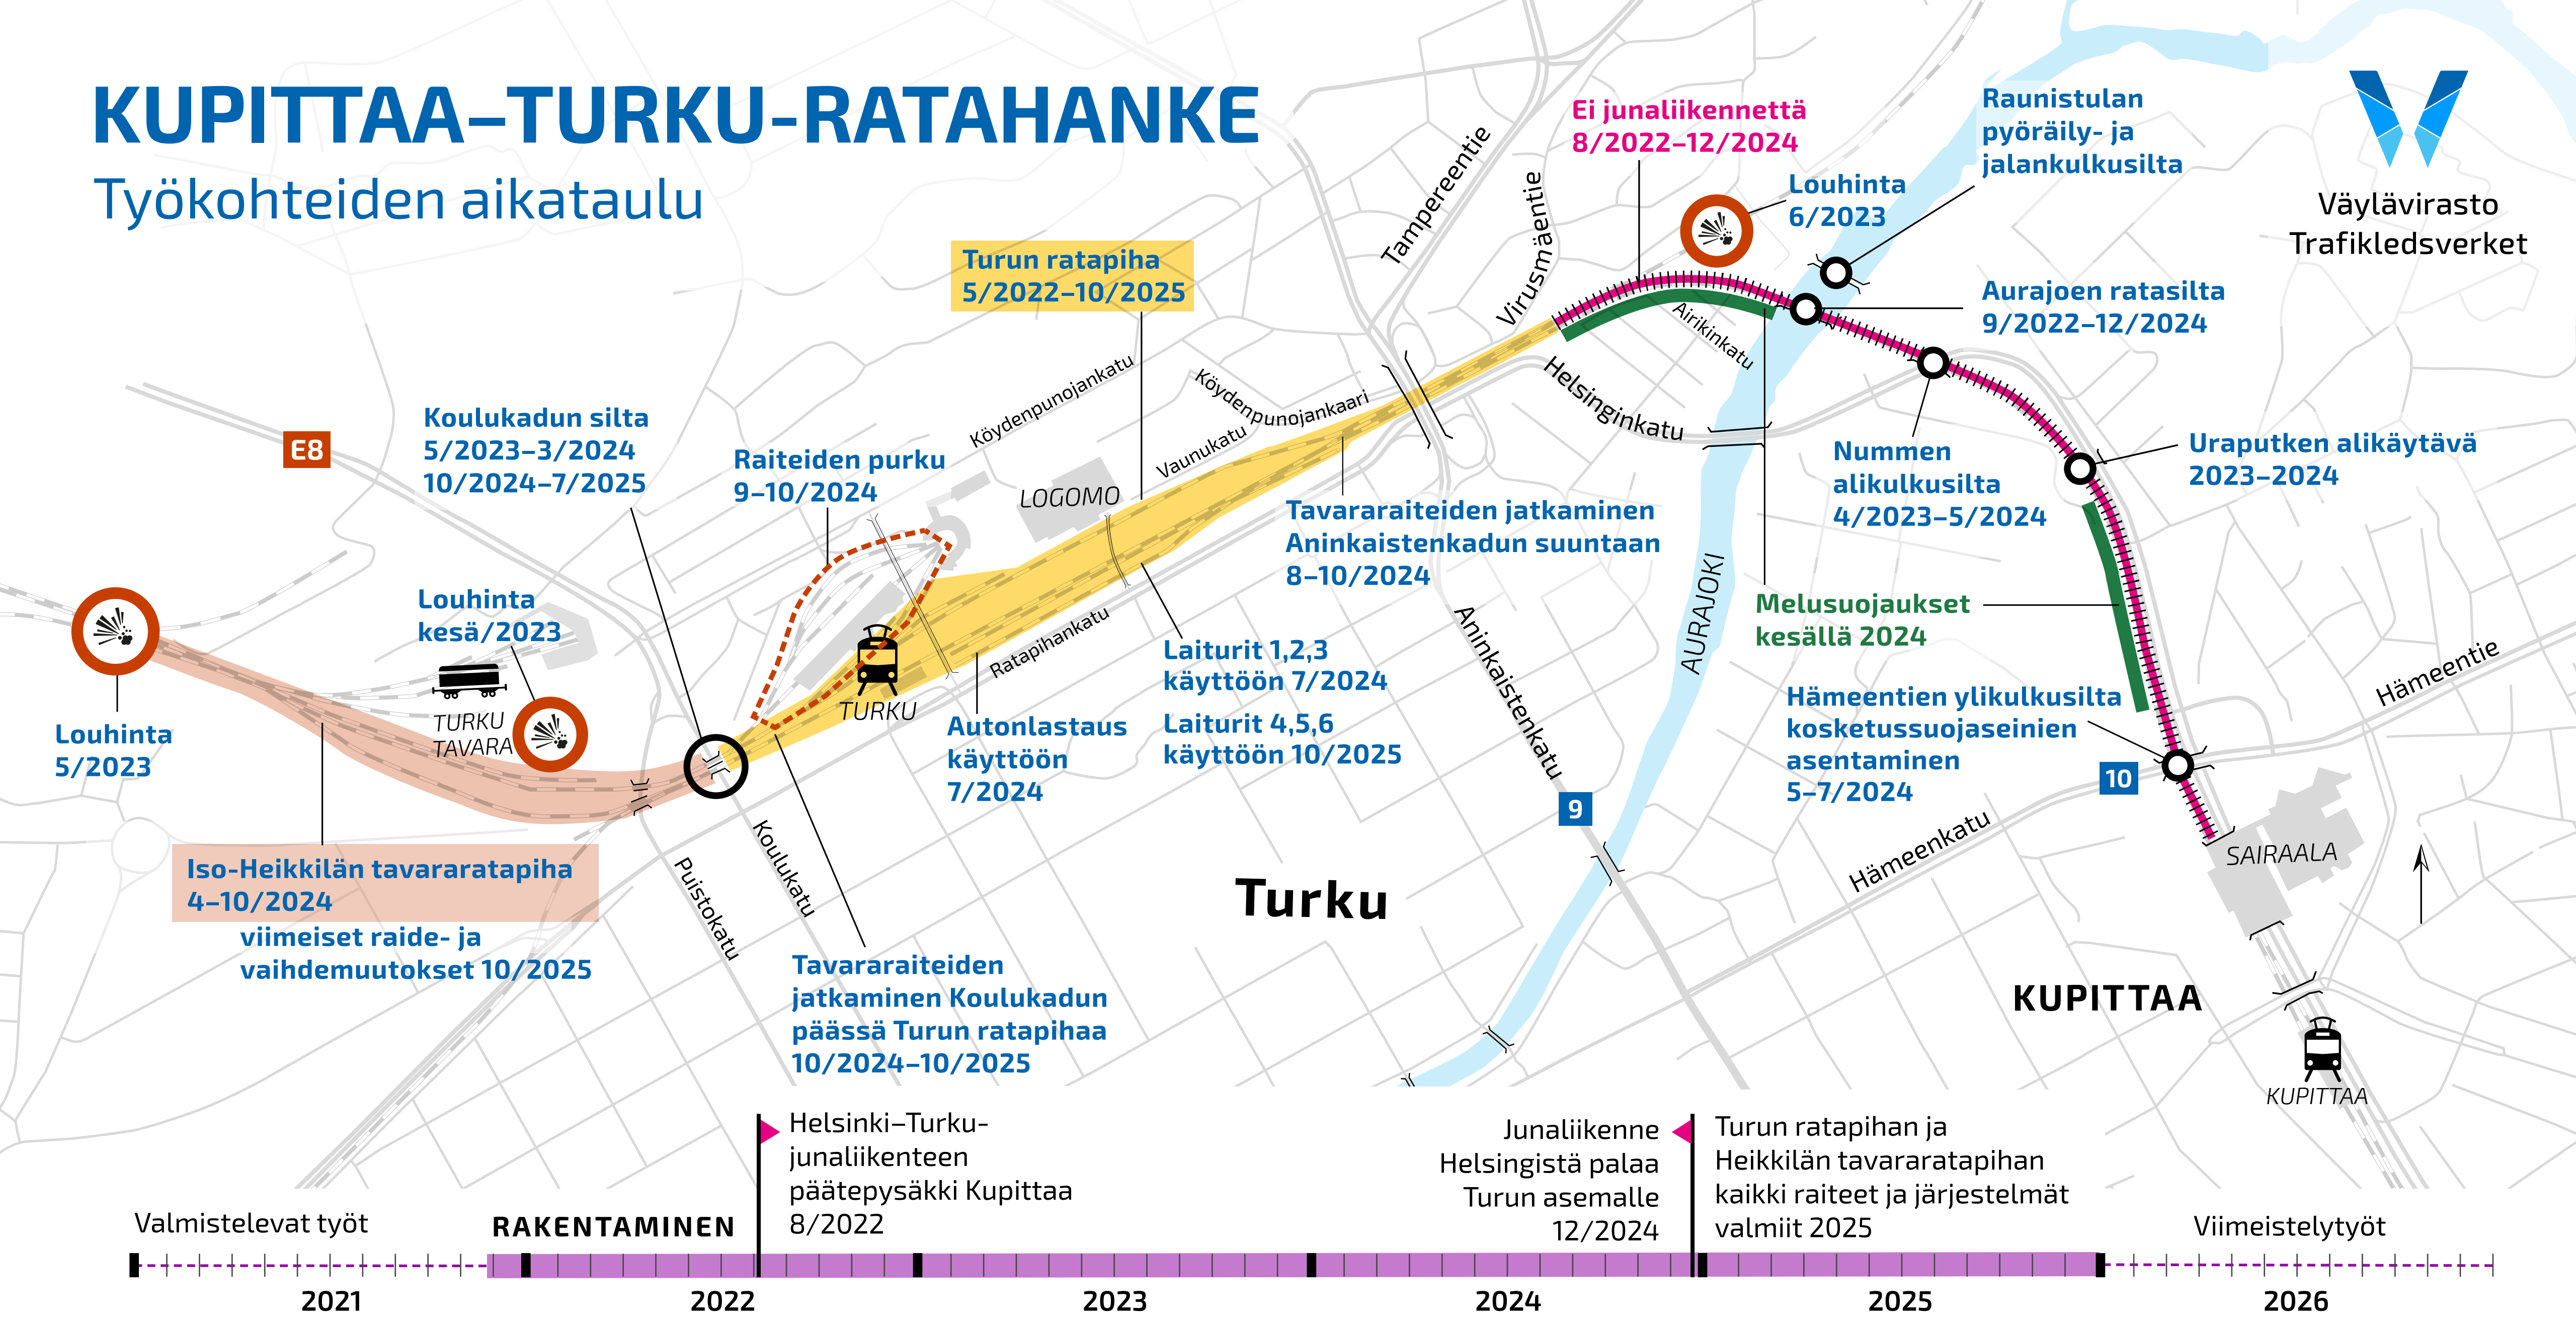 KUPITTAA–TURKU-RATAHANKE
Työkohteiden aikataulu
Väylävirasto
Trafikledsverket
Ei junaliikennettä
8/2022–12/2024
Louhinta
6/2023
Raunistulan
pyöräily- ja
jalankulkusilta
Aurajoen ratasilta
9/2022–12/2024
Turun ratapiha
5/2022–10/2025
Tampereentie
Virusmäentie
Airikinkatu
Helsinginkatu
Köydenpunojankatu
Köydenpunojankaari
Vaunukatu
E8
Koulukadun silta
5/2023–3/2024
10/2024–7/2025
Raiteiden purku
9–10/2024
LOGOMO
Tavararaiteiden jatkaminen
Aninkaistenkadun suuntaan
8–10/2024
Nummen
alikulkusilta
4/2023–5/2024
Uraputken alikäytävä
2023–2024
Louhinta
kesä/2023
TURKU
TAVARA
Louhinta
5/2023
TURKU
Ratapihankatu
Autonlastaus
käyttöön
7/2024
Laiturit 1,2,3
käyttöön 7/2024
Laiturit 4,5,6
käyttöön 10/2025
Aninkaistenkatu
AURAJOKI
Melusuojaukset
kesällä 2024
Hämeentien ylikulkusilta
kosketussuojaseinien
asentaminen
5–7/2024
Hämeentie
10
9
Hämeenkatu
SAIRAALA
Iso-Heikkilän tavararatapiha
4–10/2024
viimeiset raide- ja
vaihdemuutokset 10/2025
Puistokatu
Koulukatu
Tavararaiteiden
jatkaminen Koulukadun
päässä Turun ratapihaa
10/2024–10/2025
Turku
KUPITTAA
KUPITTAA
Valmistelevat työt
RAKENTAMINEN
Helsinki–Turku-
junaliikenteen
päätepysäkki Kupittaa
8/2022
Junaliikenne
Helsingistä palaa
Turun asemalle
12/2024
Turun ratapihan ja
Heikkilän tavararatapihan
kaikki raiteet ja järjestelmät
valmiit 2025
Viimeistelytyöt
2021
2022
2023
2024
2025
2026